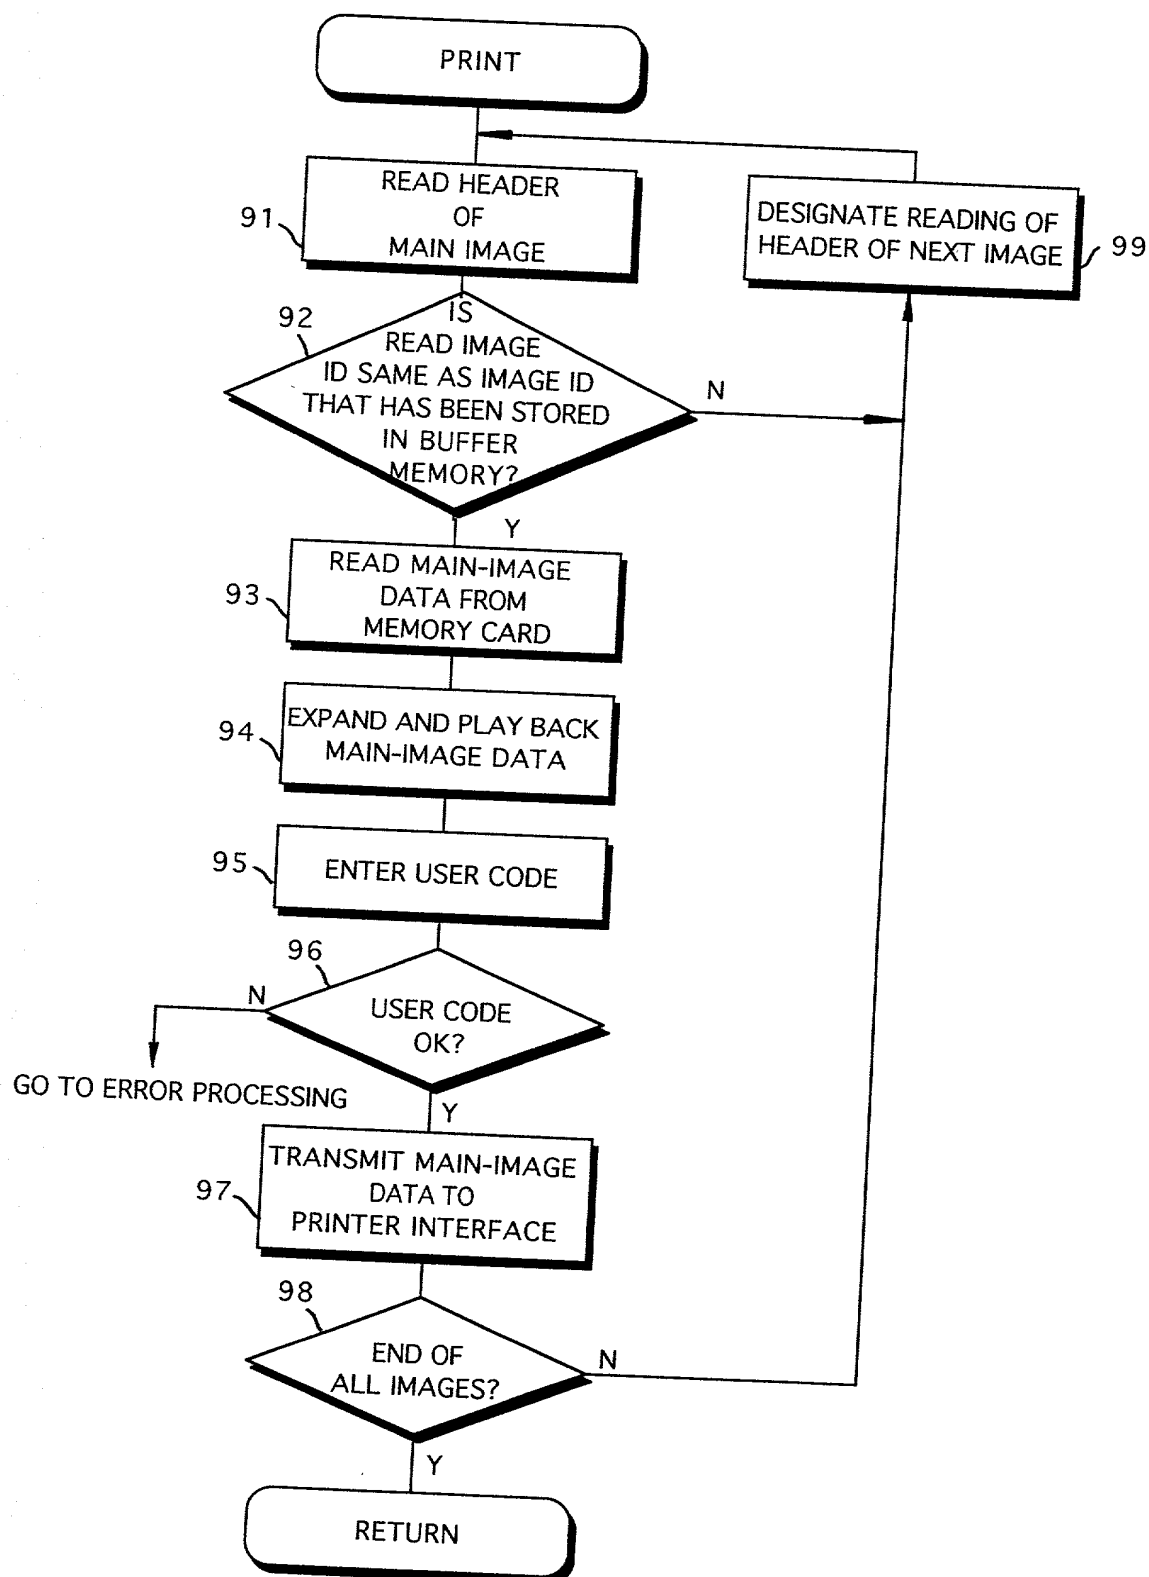 PRINT
READ HEADER
OF
MAIN IMAGE
91
DESIGNATE READING OF
HEADER OF NEXT IMAGE
99
92
IS
READ IMAGE
ID SAME AS IMAGE ID
THAT HAS BEEN STORED
IN BUFFER
MEMORY?
N
Y
READ MAIN-IMAGE
DATA FROM
MEMORY CARD
93
EXPAND AND PLAY BACK
MAIN-IMAGE DATA
94
95
ENTER USER CODE
96
N
USER CODE
OK?
GO TO ERROR PROCESSING
Y
TRANSMIT MAIN-IMAGE
DATA TO
PRINTER INTERFACE
97
98
END OF
ALL IMAGES?
N
Y
RETURN